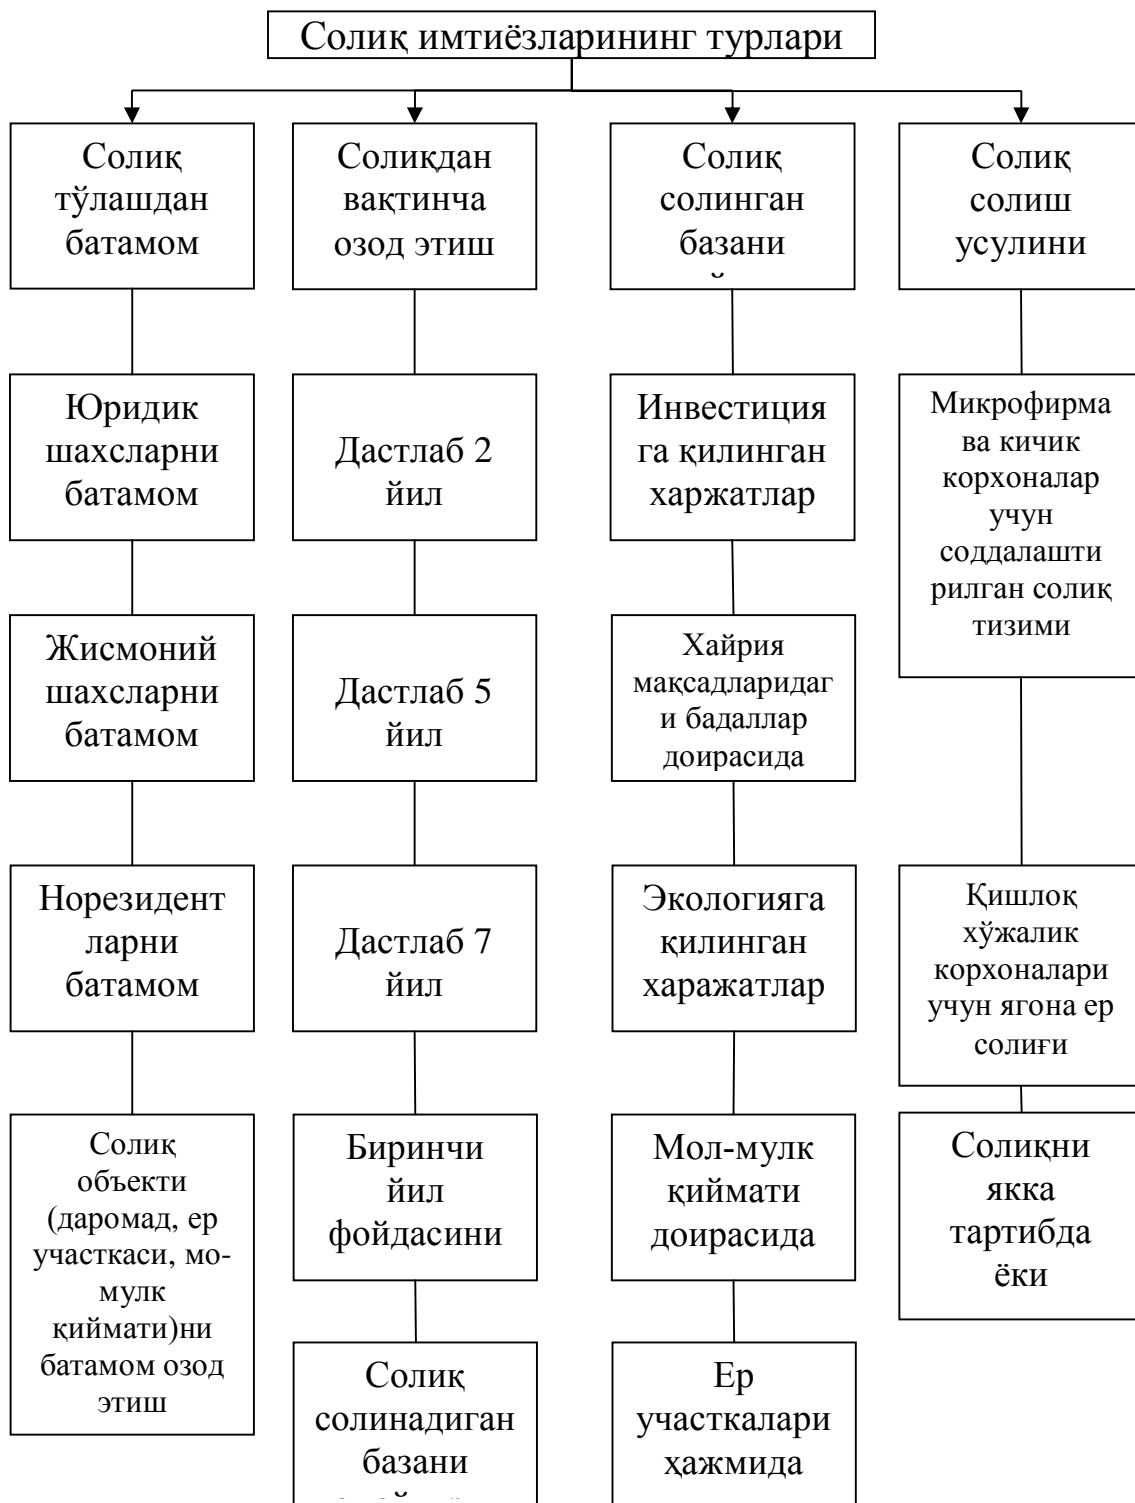 Солиқ имтиёзларининг турлари
Солиқ
тўлашдан
батамом
Юридик
шахсларни
батамом
Жисмоний
шахсларни
батамом
Норезидент
ларни
батамом
Солиқ
объекти
(даромад, ер
участкаси, мо-
мулк
қиймати)ни
батамом озод
этиш
Солиқдан
вақтинча
озод этиш
Дастлаб 2
йил
Дастлаб 5
йил
Дастлаб 7
йил
Биринчи
йил
фойдасини
Солиқ
солинадиган
базани
Солиқ
солинган
базани
Инвестиция
га қилинган
харжатлар
Хайрия
мақсадларидаг
и бадаллар
доирасида
Экологияга
қилинган
харажатлар
Мол-мулк
қиймати
доирасида
Ер
участкалари
ҳажмида
Солиқ
солиш
усулини
Микрофирма
ва кичик
корхоналар
учун
соддалашти
рилган солиқ
тизими
Қишлоқ
хўжалик
корхоналари
учун ягона ер
солиғи
Солиқни
якка
тартибда
ёки